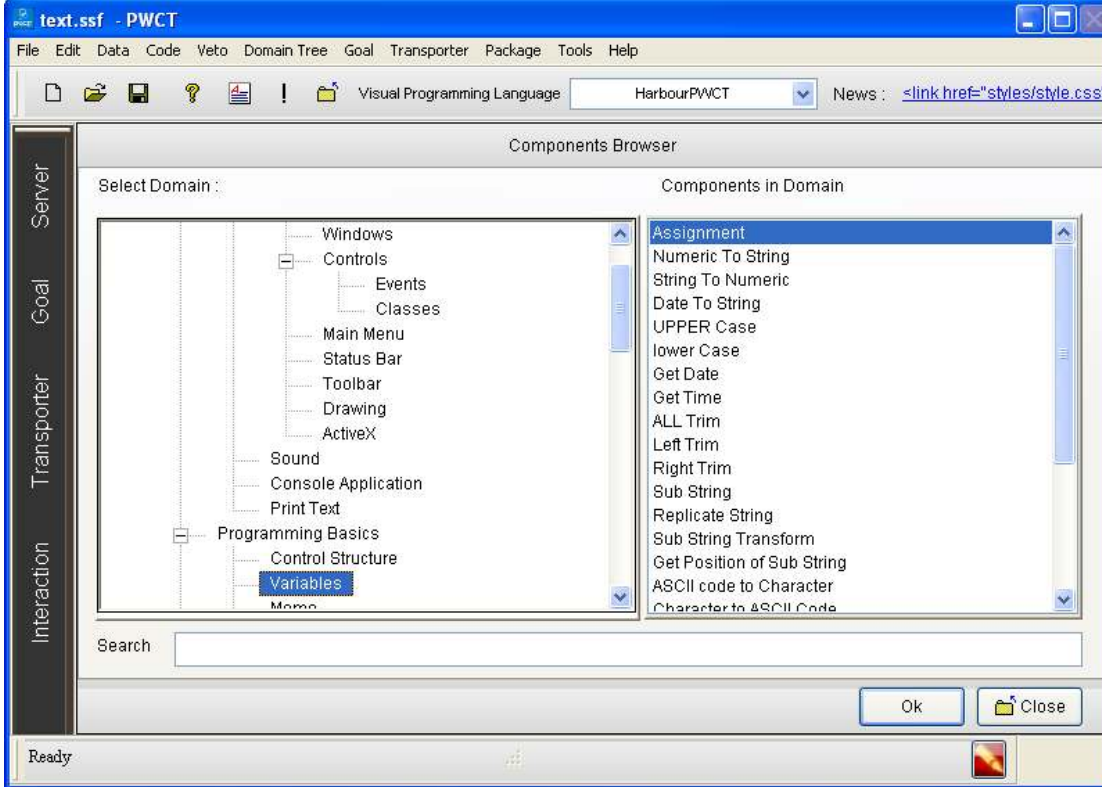 text.ssf - PWCT
File Edit Data Code Veto Domain Tree Goal Transporter Package Tools Help
Visual Programming Language HarbourPWCT News : <link href="styles/style.css"
Components Browser
Server
Goal
Transporter
Interaction
Select Domain :
Windows
Controls
Events
Classes
Main Menu
Status Bar
Toolbar
Drawing
ActiveX
Sound
Console Application
Print Text
Programming Basics
Control Structure
Variables
Memo
Components in Domain
Assignment
Numeric To String
String To Numeric
Date To String
UPPER Case
lower Case
Get Date
Get Time
ALL Trim
Left Trim
Right Trim
Sub String
Replicate String
Sub String Transform
Get Position of Sub String
ASCII code to Character
Character to ASCII Code
Search
Ok
Close
Ready